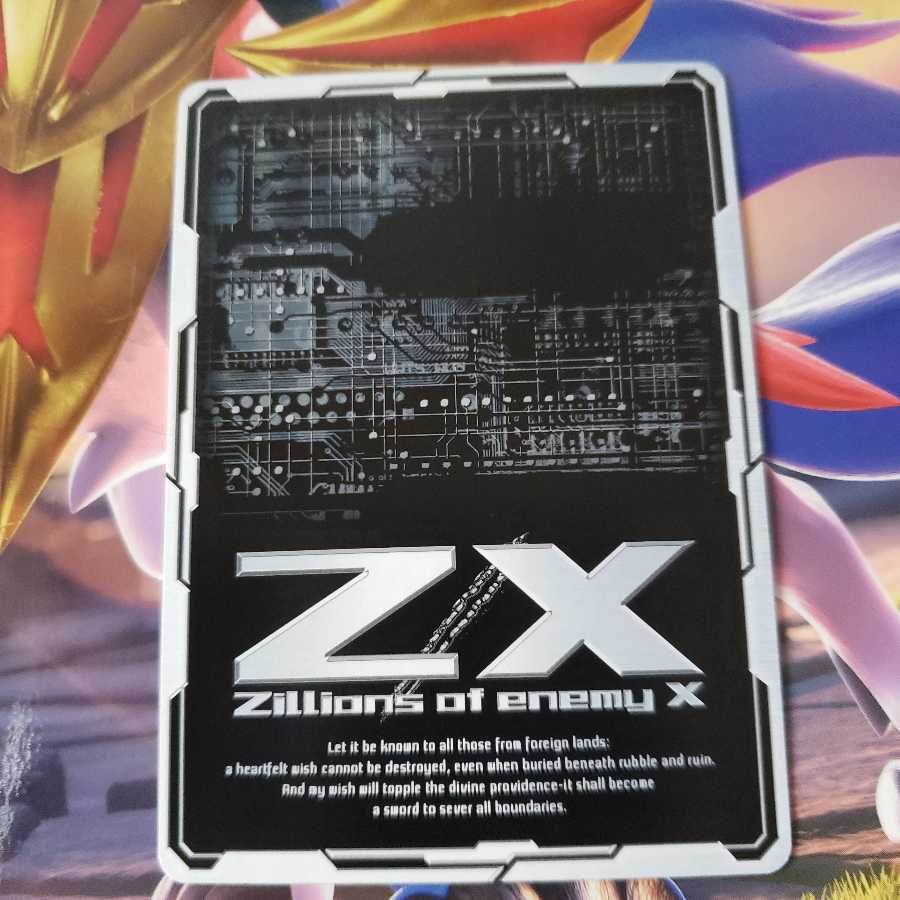 Z/X
Zillions of enemy X
Let it be known to all those from foreign lands:
a heartfelt wish cannot be destroyed, even when buried beneath rubble and ruin.
And my wish will topple the divine providence-it shall become
a sword to sever all boundaries.